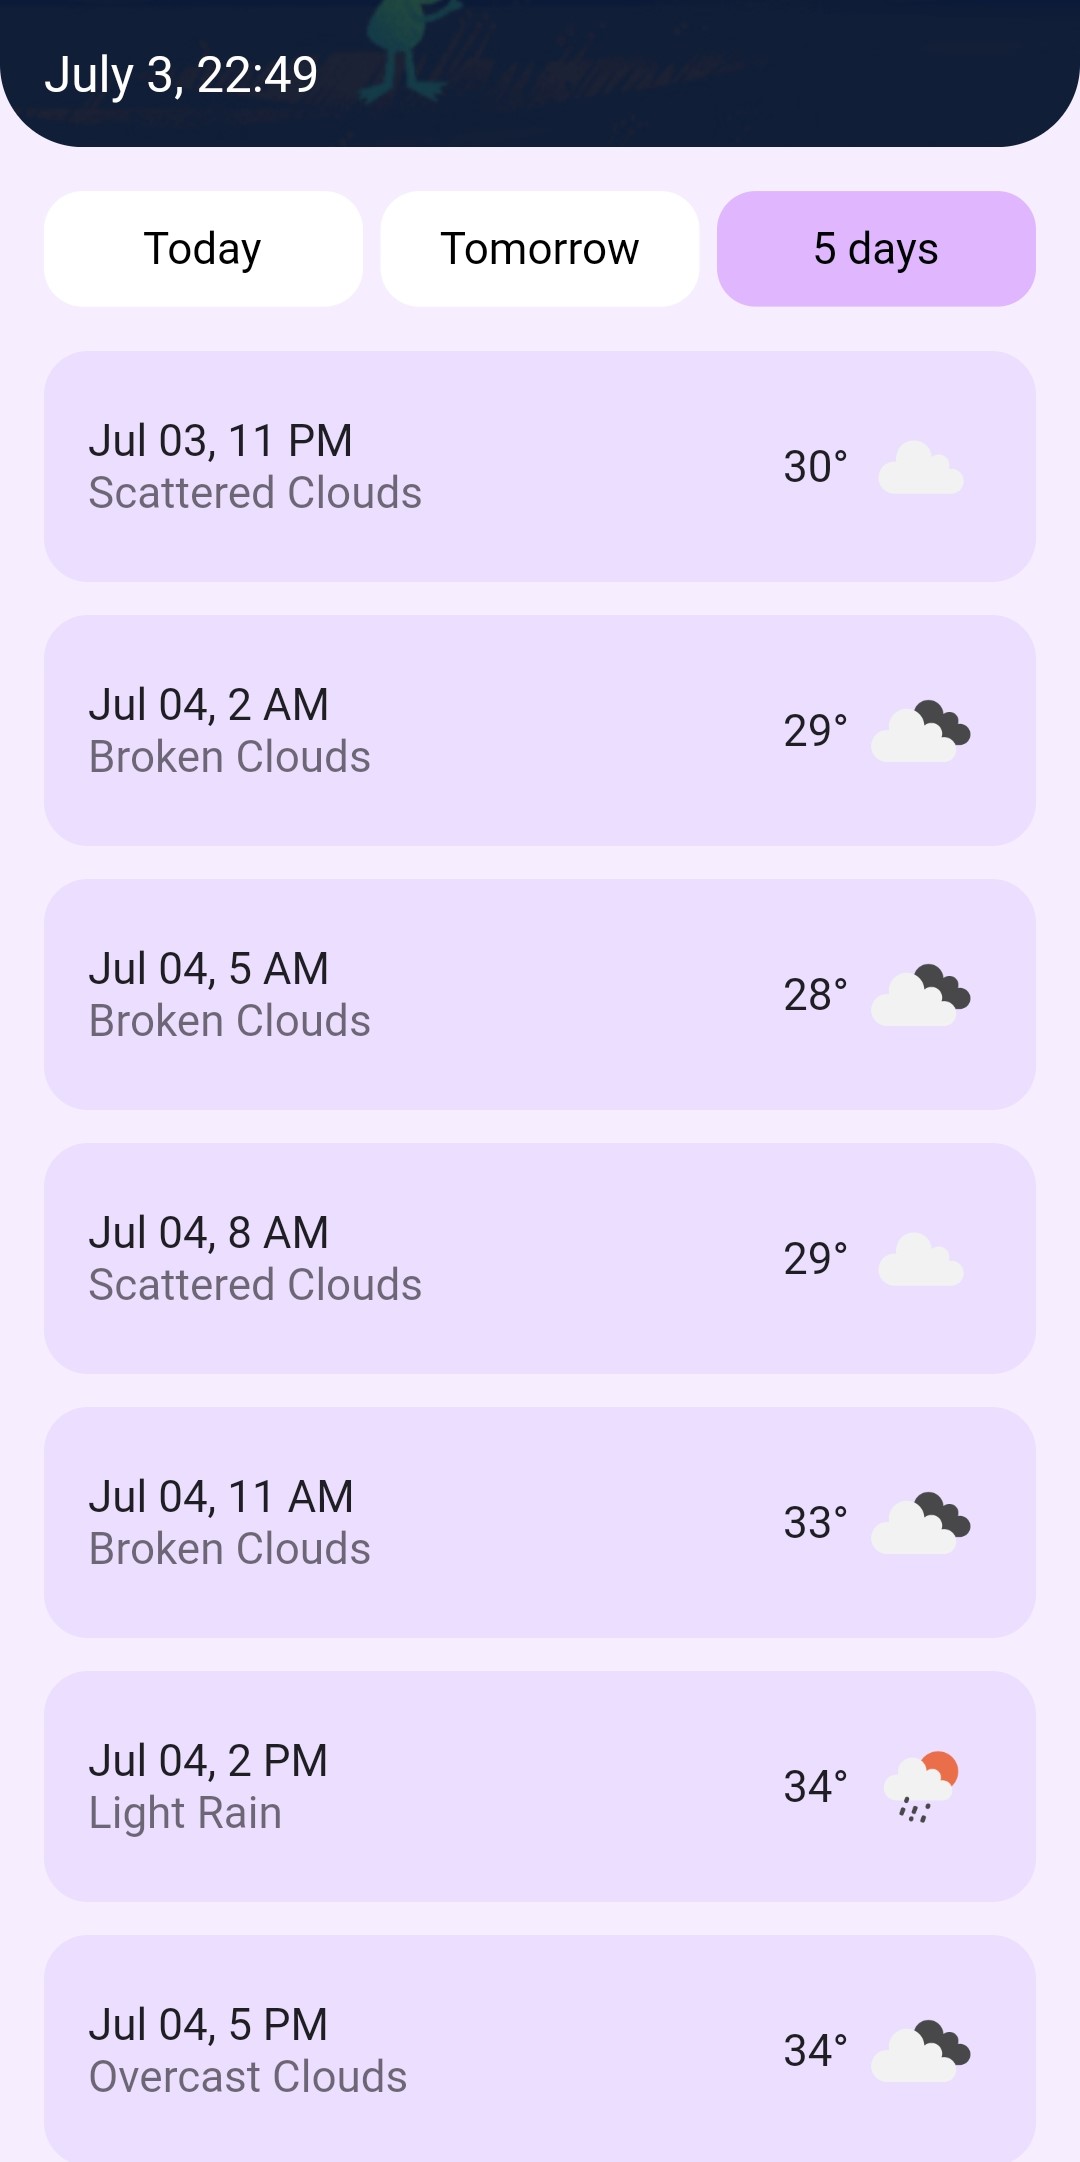 July 3, 22:49
Today
Tomorrow
5 days
Jul 03, 11 PM
Scattered Clouds
30°
Jul 04, 2 AM
Broken Clouds
29°
Jul 04, 5 AM
Broken Clouds
28°
Jul 04, 8 AM
Scattered Clouds
29°
Jul 04, 11 AM
Broken Clouds
33°
Jul 04, 2 PM
Light Rain
34°
Jul 04, 5 PM
Overcast Clouds
34°